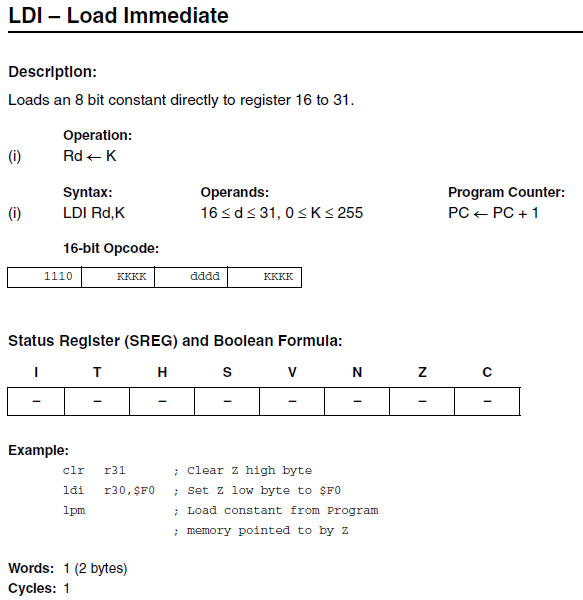 LDI – Load Immediate
Description:
Loads an 8 bit constant directly to register 16 to 31.
Operation:
(i) Rd ← K
Syntax: Operands: Program Counter:
(i) LDI Rd,K 16 ≤ d ≤ 31, 0 ≤ K ≤ 255 PC ← PC + 1
16-bit Opcode:
1110 KKKK dddd KKKK
Status Register (SREG) and Boolean Formula:
I T H S V N Z C
– – – – – – – –
Example:
clr r31 ; Clear Z high byte
ldi r30,$F0 ; Set Z low byte to $F0
lpm ; Load constant from Program
; memory pointed to by Z
Words: 1 (2 bytes)
Cycles: 1